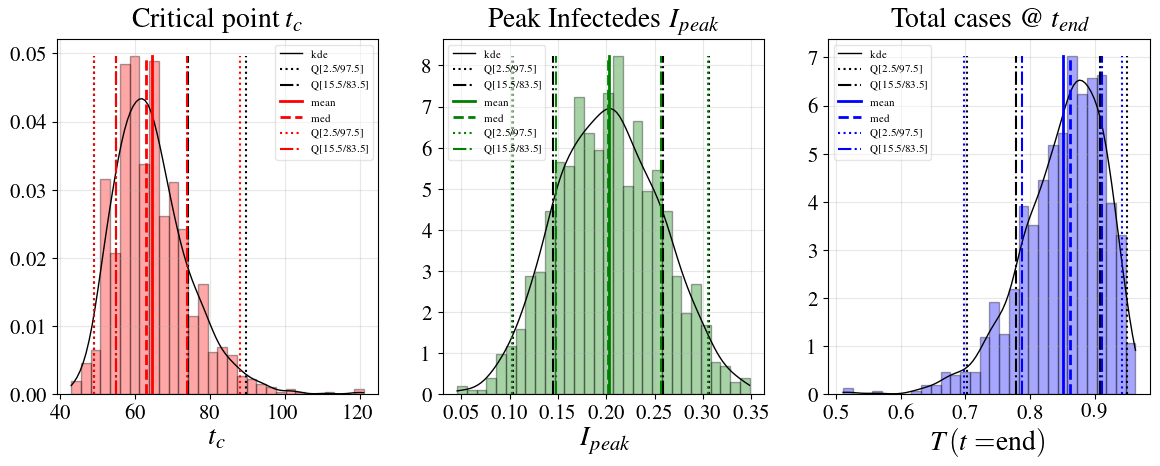 Critical point t_c
0.05
0.04
0.03
0.02
0.01
0.00
40
60
80
100
120
t_c
kde
Q[2.5/97.5]
Q[15.5/83.5]
mean
med
Q[2.5/97.5]
Q[15.5/83.5]
Peak Infectedes I_peak
8
7
6
5
4
3
2
1
0
0.05
0.10
0.15
0.20
0.25
0.30
0.35
I_peak
kde
Q[2.5/97.5]
Q[15.5/83.5]
mean
med
Q[2.5/97.5]
Q[15.5/83.5]
Total cases @ t_end
7
6
5
4
3
2
1
0
0.5
0.6
0.7
0.8
0.9
T(t =end)
kde
Q[2.5/97.5]
Q[15.5/83.5]
mean
med
Q[2.5/97.5]
Q[15.5/83.5]